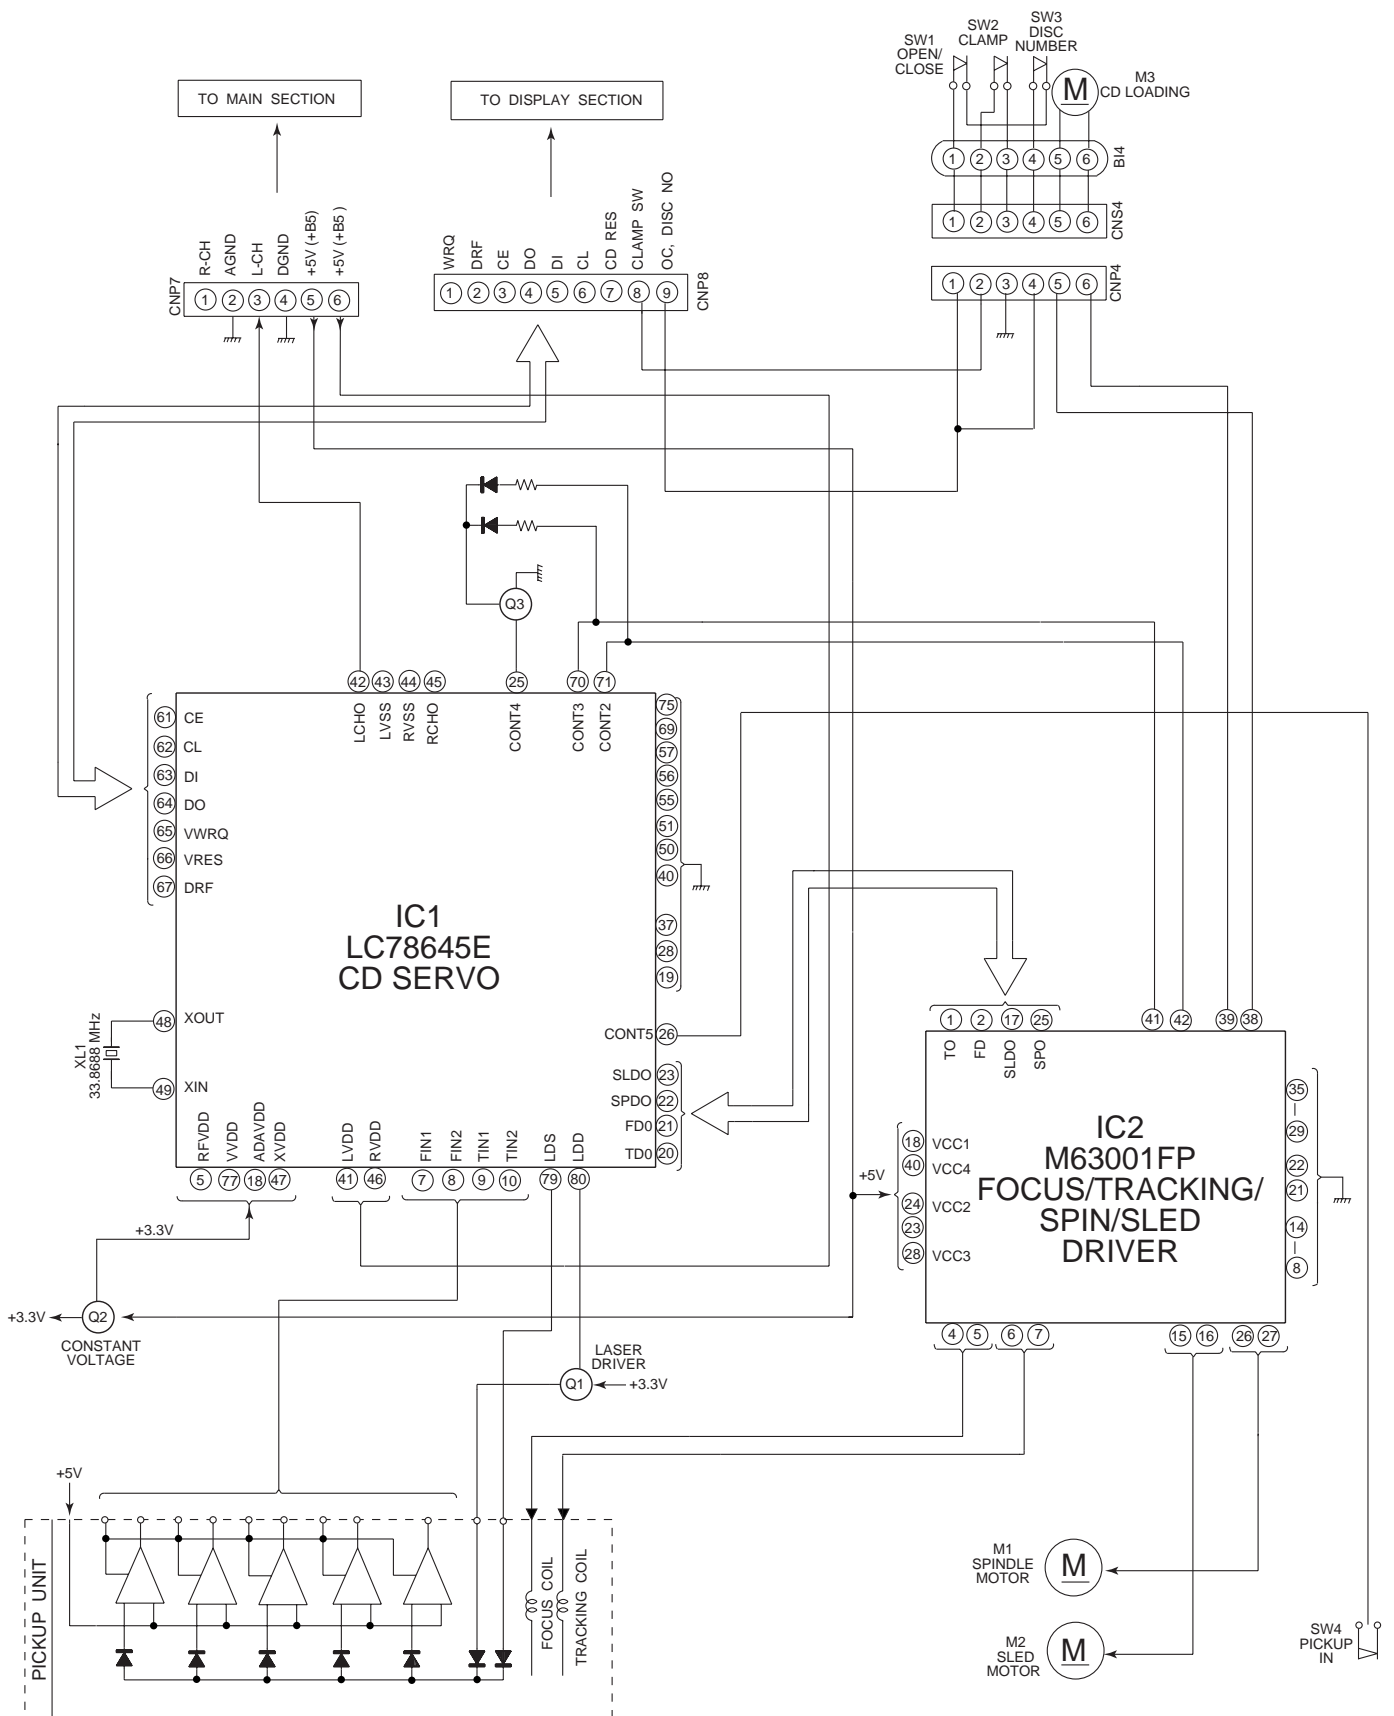 SW1
OPEN/
CLOSE
SW2
CLAMP
SW3
DISC
NUMBER
M
M3
CD LOADING
TO MAIN SECTION
TO DISPLAY SECTION
1 2 3 4 5 6
BI4
1 2 3 4 5 6
CNS4
1 2 3 4 5 6
CNP4
CNP7
R-CH
AGND
L-CH
DGND
+5V (+B5)
+5V (+B5 )
1 2 3 4 5 6
WRQ
DRF
CE
DO
DI
CL
CD RES
CLAMP SW
OC, DISC NO
1 2 3 4 5 6 7 8 9
CNP8
Q3
42 43 44 45 25 70 71
LCHO
LVSS
RVSS
RCHO
CONT4
CONT3
CONT2
61 CE
62 CL
63 DI
64 DO
65 VWRQ
66 VRES
67 DRF
75
69
57
56
55
51
50
40
37
28
19
IC1
LC78645E
CD SERVO
XL1
33.8688 MHz
48 XOUT
49 XIN
CONT5 26
SLDO 23
SPDO 22
FD0 21
TD0 20
RFVDD
VVDD
ADAVDD
XVDD
LVDD
RVDD
FIN1
FIN2
TIN1
TIN2
LDS
LDD
5 77 18 47 41 46 7 8 9 10 79 80
1 2 17 25 41 42 39 38
TO
FD
SLDO
SPO
IC2
M63001FP
FOCUS/TRACKING/
SPIN/SLED
DRIVER
+5V
18 VCC1
40 VCC4
24 VCC2
23
28 VCC3
35
29
22
21
14
8
4 5 6 7 15 16 26 27
+3.3V
+3.3V
Q2
CONSTANT
VOLTAGE
LASER
DRIVER
Q1
+3.3V
+5V
PICKUP UNIT
FOCUS COIL
TRACKING COIL
M1
SPINDLE
MOTOR
M
M2
SLED
MOTOR
M
SW4
PICKUP
IN